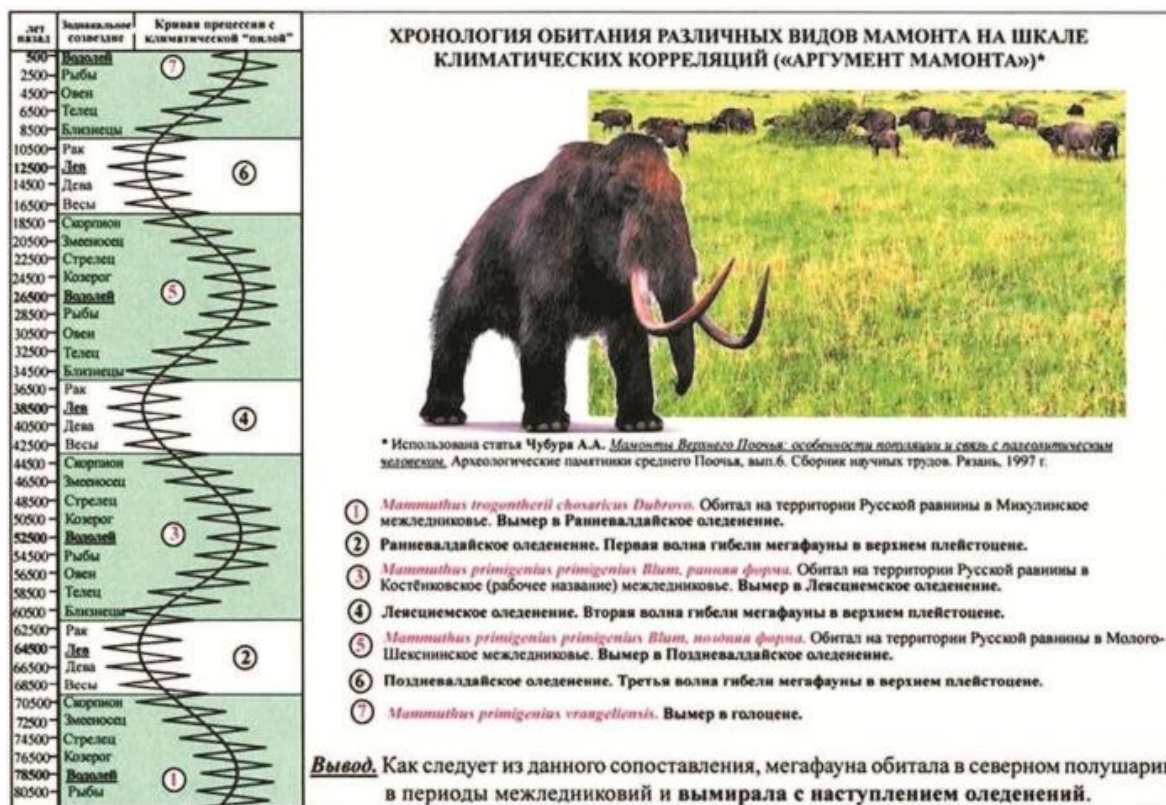 лет назад
Зодиакальное созвездие
Кривая прецессии с климатической "пилой"
500 Водолей
2500 Рыбы
4500 Овен
6500 Телец
8500 Близнецы
10500 Рак
12500 Лев
14500 Дева
16500 Весы
18500 Скорпион
20500 Змееносец
22500 Стрелец
24500 Козерог
26500 Водолей
28500 Рыбы
30500 Овен
32500 Телец
34500 Близнецы
36500 Рак
38500 Лев
40500 Дева
42500 Весы
44500 Скорпион
46500 Змееносец
48500 Стрелец
50500 Козерог
52500 Водолей
54500 Рыбы
56500 Овен
58500 Телец
60500 Близнецы
62500 Рак
64500 Лев
66500 Дева
68500 Весы
70500 Скорпион
72500 Змееносец
74500 Стрелец
76500 Козерог
78500 Водолей
80500 Рыбы
7
6
5
4
3
2
1
ХРОНОЛОГИЯ ОБИТАНИЯ РАЗЛИЧНЫХ ВИДОВ МАМОНТА НА ШКАЛЕ
КЛИМАТИЧЕСКИХ КОРРЕЛЯЦИЙ («АРГУМЕНТ МАМОНТА»)*
* Использована статья Чубура А.А. Мамонты Верхнего Поочья: особенности популяции и связь с палеолитическим
человеком. Археологические памятники среднего Поочья, вып.6. Сборник научных трудов. Рязань, 1997 г.
1 Mammuthus trogontherii chosaricus Dubrovo. Обитал на территории Русской равнины в Микулинское
межледниковье. Вымер в Ранневалдайское оледенение.
2 Ранневалдайское оледенение. Первая волна гибели мегафауны в верхнем плейстоцене.
3 Mammuthus primigenius primigenius Blum, ранняя форма. Обитал на территории Русской равнины в
Костёнковское (рабочее название) межледниковье. Вымер в Леясциемское оледенение.
4 Леясциемское оледенение. Вторая волна гибели мегафауны в верхнем плейстоцене.
5 Mammuthus primigenius primigenius Blum, поздняя форма. Обитал на территории Русской равнины в Молого-
Шекснинское межледниковье. Вымер в Поздневалдайское оледенение.
6 Поздневалдайское оледенение. Третья волна гибели мегафауны в верхнем плейстоцене.
7 Mammuthus primigenius vrangeliensis. Вымер в голоцене.
Вывод. Как следует из данного сопоставления, мегафауна обитала в северном полушарии
в периоды межледниковий и вымирала с наступлением оледенений.